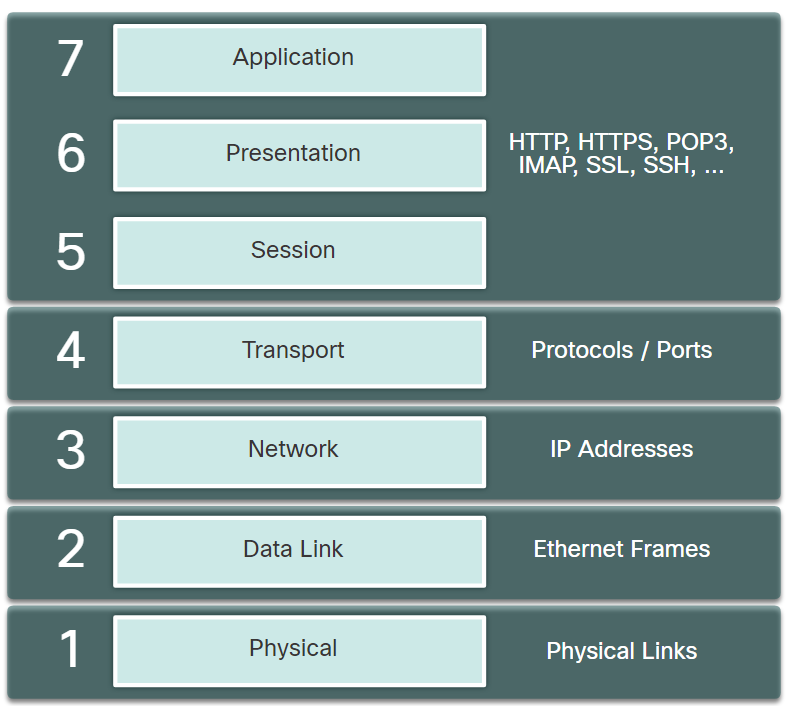 7 Application
6 Presentation
HTTP, HTTPS, POP3,
IMAP, SSL, SSH, ...
5 Session
4 Transport Protocols / Ports
3 Network IP Addresses
2 Data Link Ethernet Frames
1 Physical Physical Links